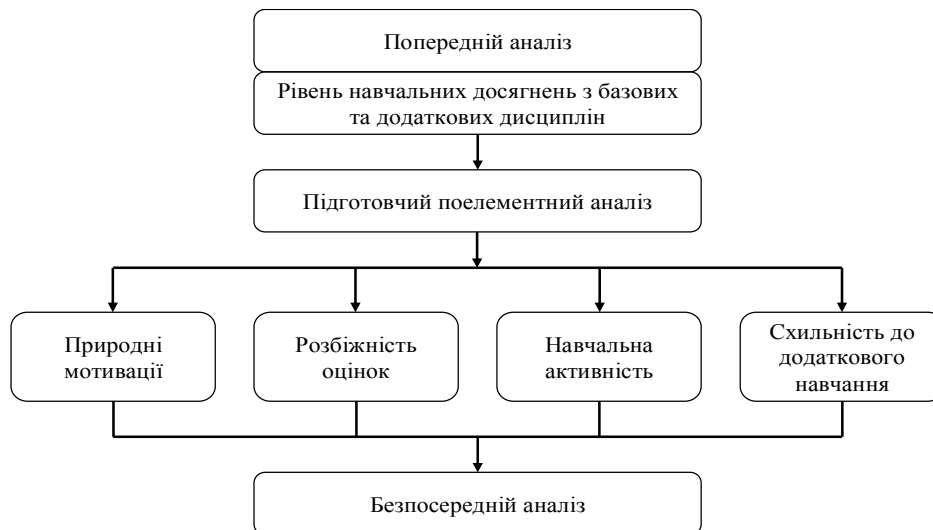 Попередній аналіз
Рівень навчальних досягнень з базових
та додаткових дисциплін
Підготовчий поелементний аналіз
Природні
мотивації
Розбіжність
оцінок
Навчальна
активність
Схильність до
додаткового
навчання
Безпосередній аналіз